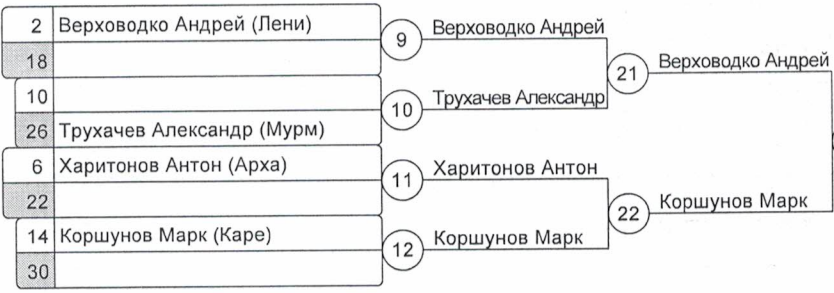 2 Верховодко Андрей (Лени)
18
10
26 Трухачев Александр (Мурм)
6 Харитонов Антон (Арха)
22
14 Коршунов Марк (Каре)
30
9 Верховодко Андрей
10 Трухачев Александр
11 Харитонов Антон
12 Коршунов Марк
21 Верховодко Андрей
22 Коршунов Марк